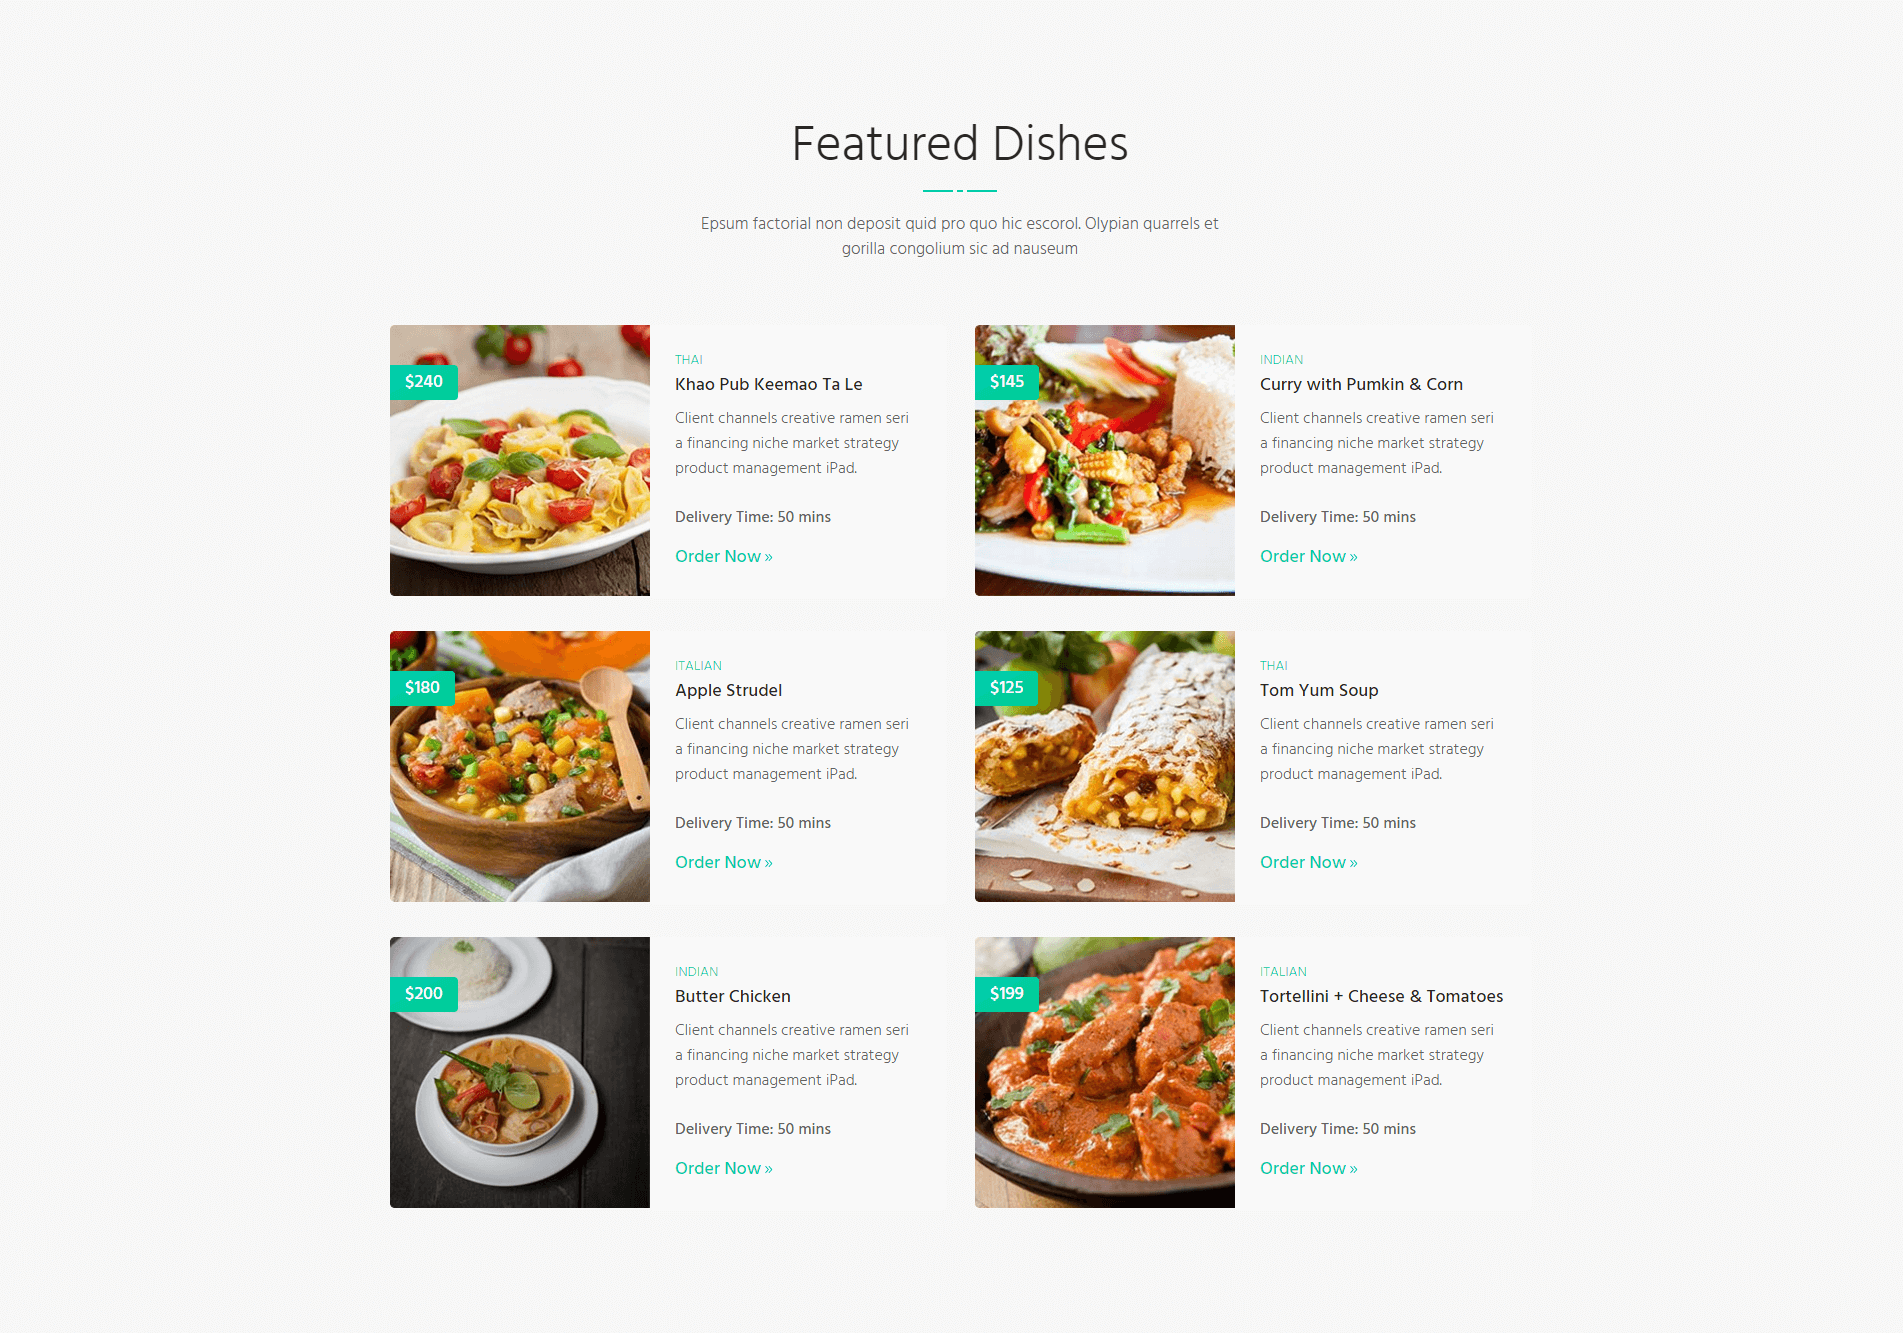 Featured Dishes
Epsum factorial non deposit quid pro quo hic escorol. Olypian quarrels et
gorilla congolium sic ad nauseum
$240
THAI
Khao Pub Keemao Ta Le
Client channels creative ramen seri
a financing niche market strategy
product management iPad.
Delivery Time: 50 mins
Order Now »
$145
INDIAN
Curry with Pumkin & Corn
Client channels creative ramen seri
a financing niche market strategy
product management iPad.
Delivery Time: 50 mins
Order Now »
$180
ITALIAN
Apple Strudel
Client channels creative ramen seri
a financing niche market strategy
product management iPad.
Delivery Time: 50 mins
Order Now »
$125
THAI
Tom Yum Soup
Client channels creative ramen seri
a financing niche market strategy
product management iPad.
Delivery Time: 50 mins
Order Now »
$200
INDIAN
Butter Chicken
Client channels creative ramen seri
a financing niche market strategy
product management iPad.
Delivery Time: 50 mins
Order Now »
$199
ITALIAN
Tortellini + Cheese & Tomatoes
Client channels creative ramen seri
a financing niche market strategy
product management iPad.
Delivery Time: 50 mins
Order Now »